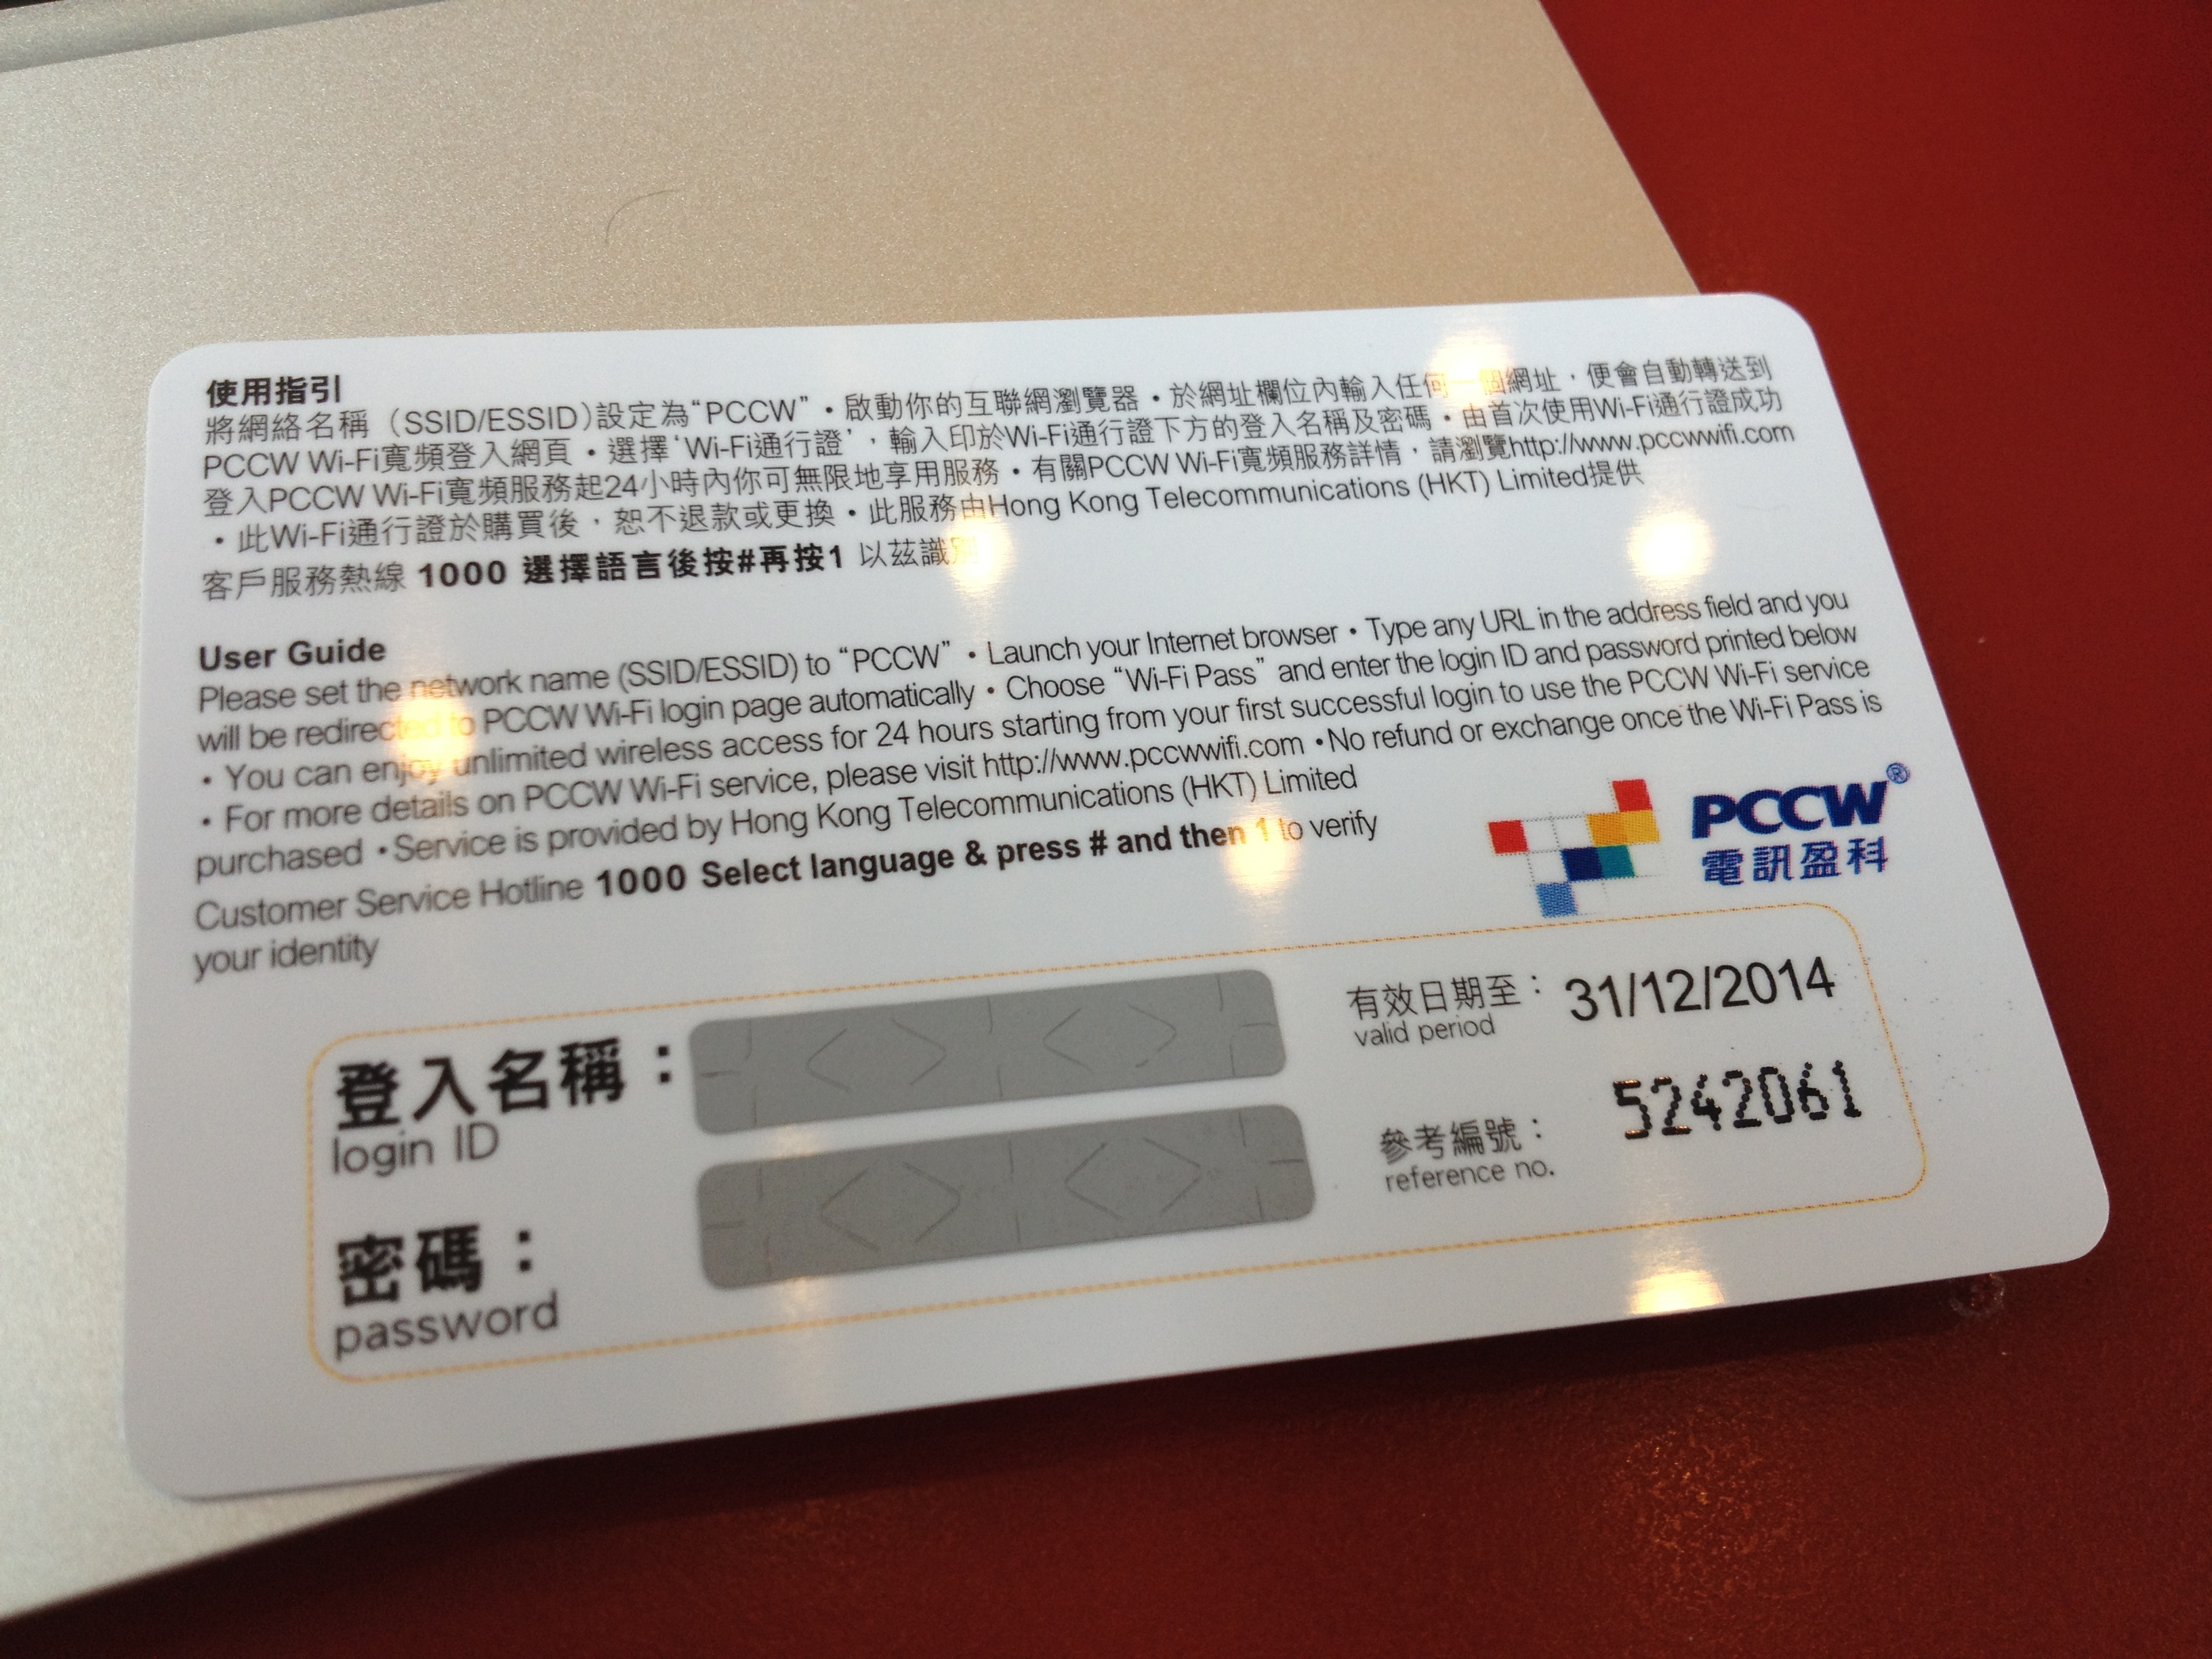 使用指引
將網絡名稱（SSID/ESSID）設定為“PCCW”・啟動你的互聯網瀏覽器・於網址欄位內輸入任何一個網址，便會自動轉送到
PCCW Wi-Fi寬頻登入網頁・選擇‘Wi-Fi通行證’，輸入印於Wi-Fi通行證下方的登入名稱及密碼・由首次使用Wi-Fi通行證成功
登入PCCW Wi-Fi寬頻服務起24小時內你可無限地享用服務・有關PCCW Wi-Fi寬頻服務詳情，請瀏覽http://www.pccwwifi.com
・此Wi-Fi通行證於購買後，恕不退款或更換・此服務由Hong Kong Telecommunications (HKT) Limited提供
客戶服務熱線 1000 選擇語言後按#再按1 以茲識別
User Guide
Please set the network name (SSID/ESSID) to “PCCW” • Launch your Internet browser • Type any URL in the address field and you
will be redirected to PCCW Wi-Fi login page automatically • Choose “Wi-Fi Pass” and enter the login ID and password printed below
• You can enjoy unlimited wireless access for 24 hours starting from your first successful login to use the PCCW Wi-Fi service
• For more details on PCCW Wi-Fi service, please visit http://www.pccwwifi.com •No refund or exchange once the Wi-Fi Pass is
purchased •Service is provided by Hong Kong Telecommunications (HKT) Limited
Customer Service Hotline 1000 Select language & press # and then 1 to verify
your identity
PCCW®
電訊盈科
登入名稱：
login ID
有效日期至：31/12/2014
valid period
密碼：
password
參考編號：5242061
reference no.